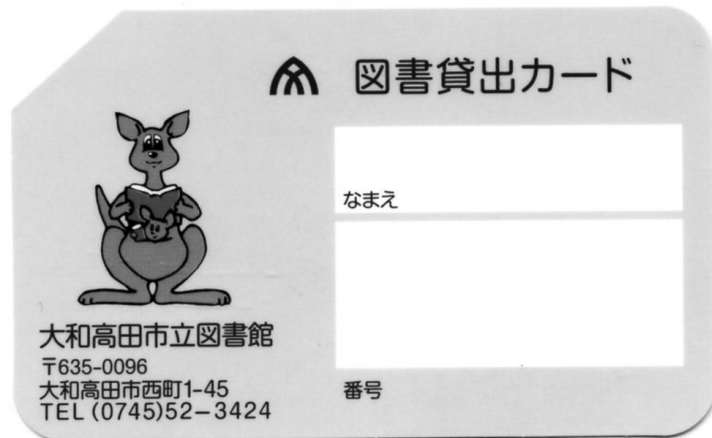 図書貸出カード
なまえ
大和高田市立図書館
〒635-0096
大和高田市西町1-45
TEL(0745)52-3424
番号